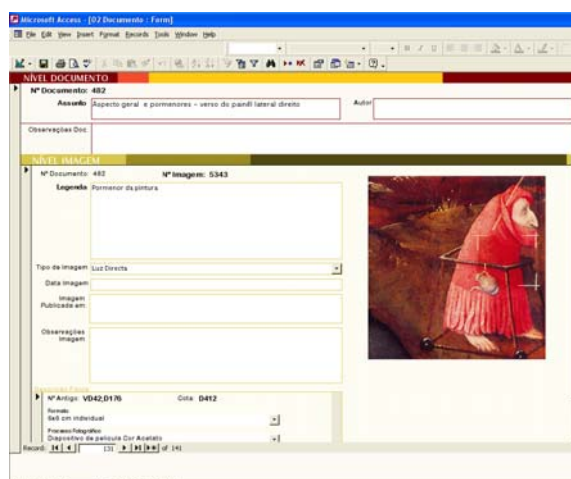 Microsoft Access - [02 Documento : Form]
File Edit View Insert Format Records Tools Window Help
NÍVEL DOCUMENTO
Nº Documento: 482
Assunto Aspecto geral e pormenores - verso do painel lateral direito Autor
Observações Doc
NÍVEL IMAGEM
Nº Documento: 482 Nº Imagem: 5343
Legenda Pormenor da pintura
Tipo da imagem Luz Directa
Data imagem
Imagem
Publicada em:
Observações
Imagem
Nº Antigo: VD42;D176 Cota: D412
Formato
6x6 cm individual
Processo Fotográfico
Diapositivo de película Cor Acetato
Record: 131 of 141